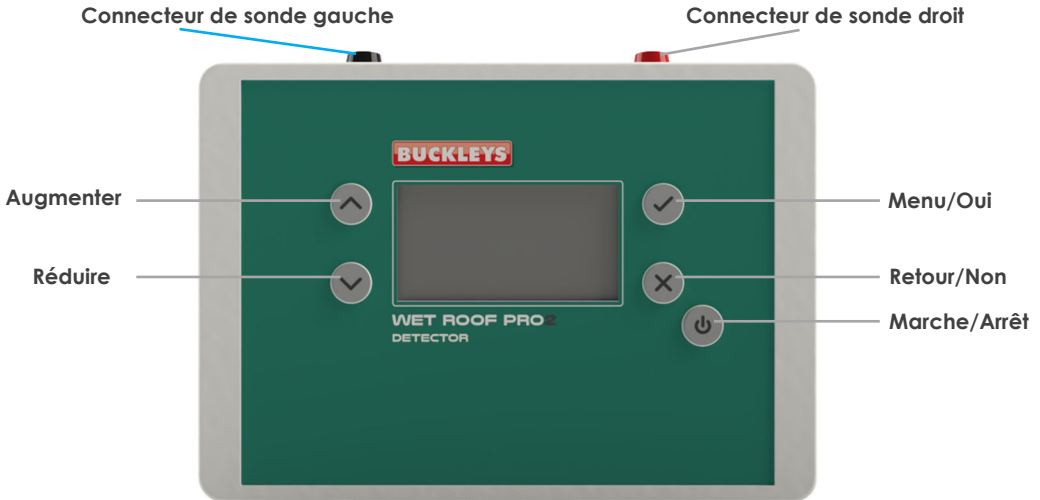 Connecteur de sonde gauche
Connecteur de sonde droit
BUCKLEYS
Augmenter
Menu/Oui
Réduire
Retour/Non
WET ROOF PRO2
Marche/Arrêt
DETECTOR